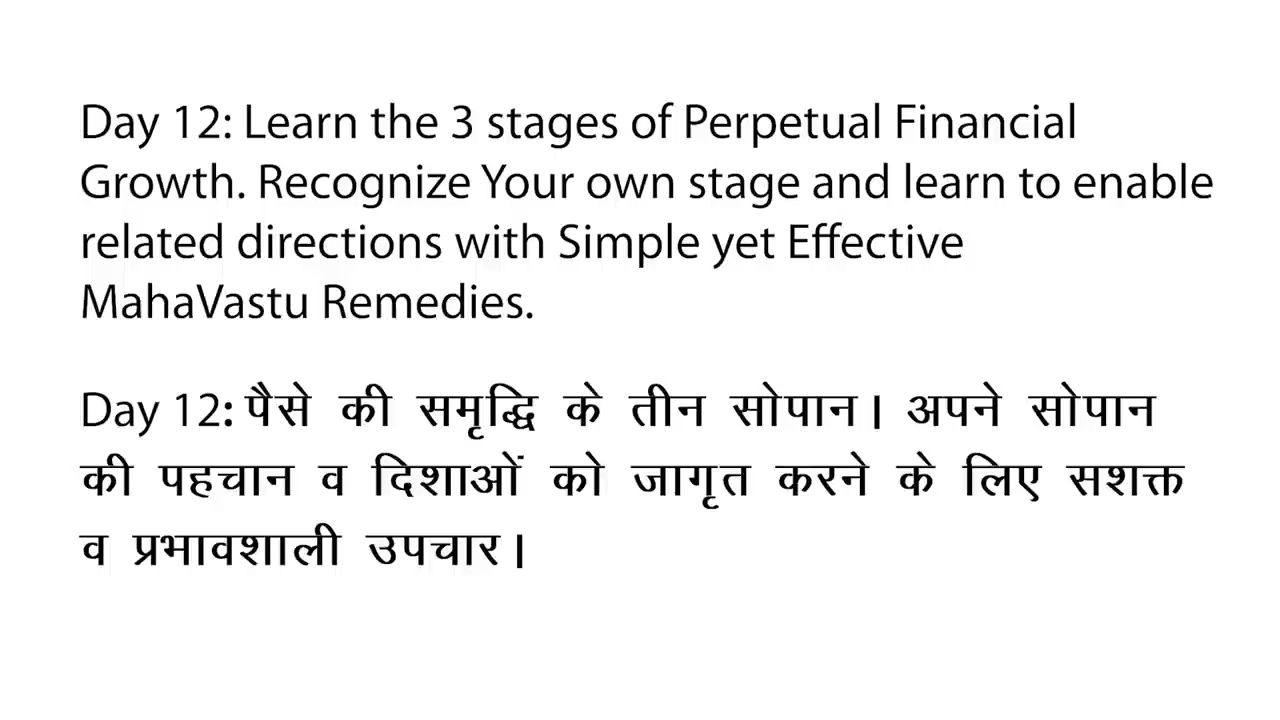 Day 12: Learn the 3 stages of Perpetual Financial
Growth. Recognize Your own stage and learn to enable
related directions with Simple yet Effective
MahaVastu Remedies.
Day 12: पैसे की समृद्धि के तीन सोपान। अपने सोपान
की पहचान व दिशाओं को जागृत करने के लिए सशक्त
व प्रभावशाली उपचार।